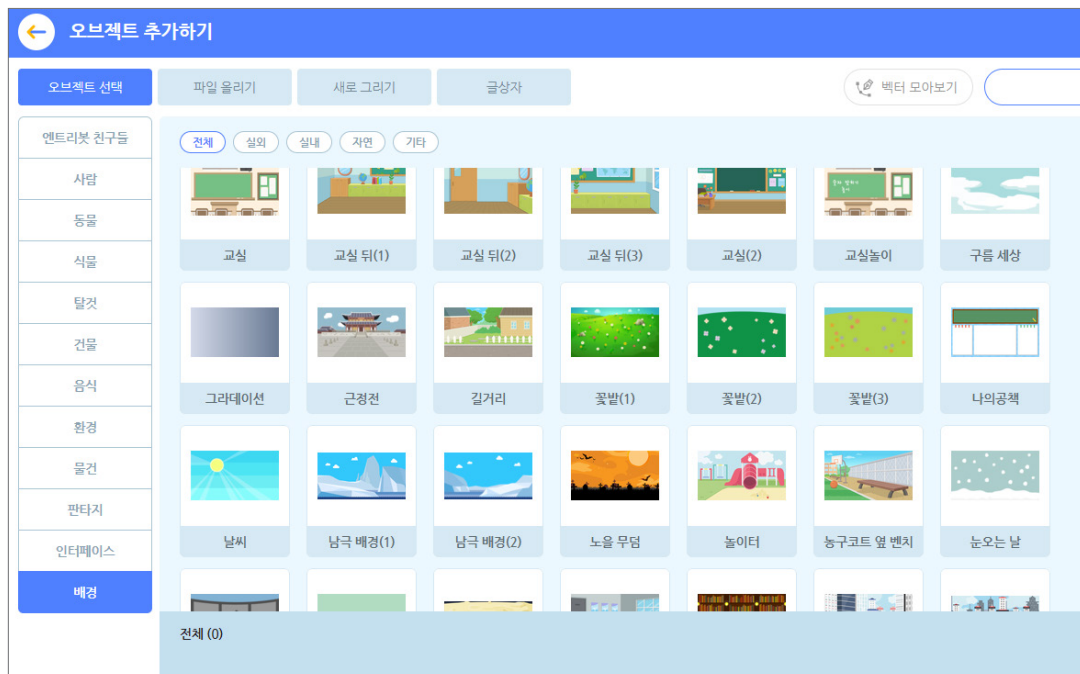 오브젝트 추가하기
오브젝트 선택 파일 올리기 새로 그리기 글상자 벡터 모아보기
엔트리봇 친구들
사람
동물
식물
탈것
건물
음식
환경
물건
판타지
인터페이스
배경
전체 실외 실내 자연 기타
교실 교실 뒤(1) 교실 뒤(2) 교실 뒤(3) 교실(2) 교실놀이 구름 세상
그라데이션 근정전 길거리 꽃밭(1) 꽃밭(2) 꽃밭(3) 나의공책
날씨 남극 배경(1) 남극 배경(2) 노을 무덤 놀이터 농구코트 옆 벤치 눈오는 날
전체 (0)